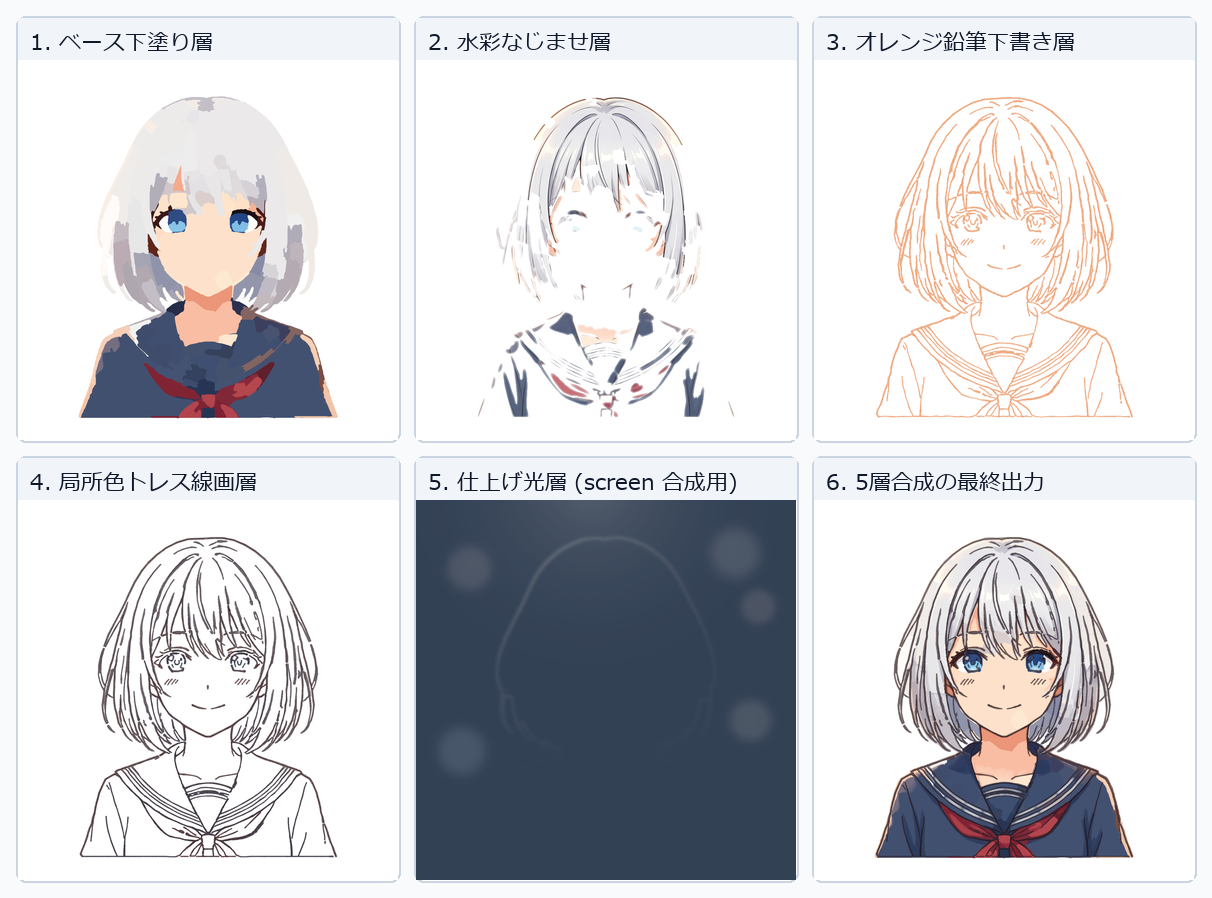 1. ベース下塗り層
2. 水彩なじませ層
3. オレンジ鉛筆下書き層
4. 局所色トレス線画層
5. 仕上げ光層 (screen 合成用)
6. 5層合成の最終出力